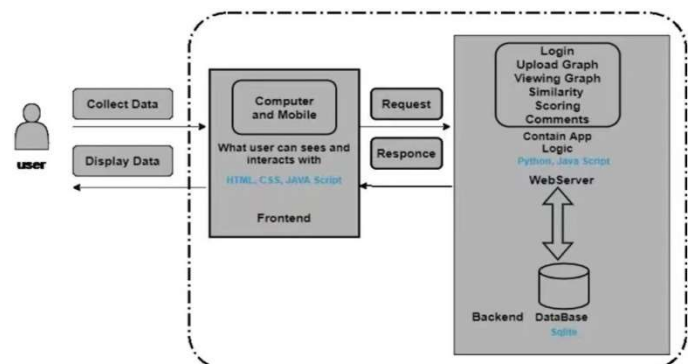 user
Collect Data
Display Data
Computer
and Mobile
What user can sees and
interacts with
HTML, CSS, JAVA Script
Frontend
Request
Responce
Login
Upload Graph
Viewing Graph
Similarity
Scoring
Comments
Contain App
Logic
Python, Java Script
WebServer
Backend DataBase
Sqlite